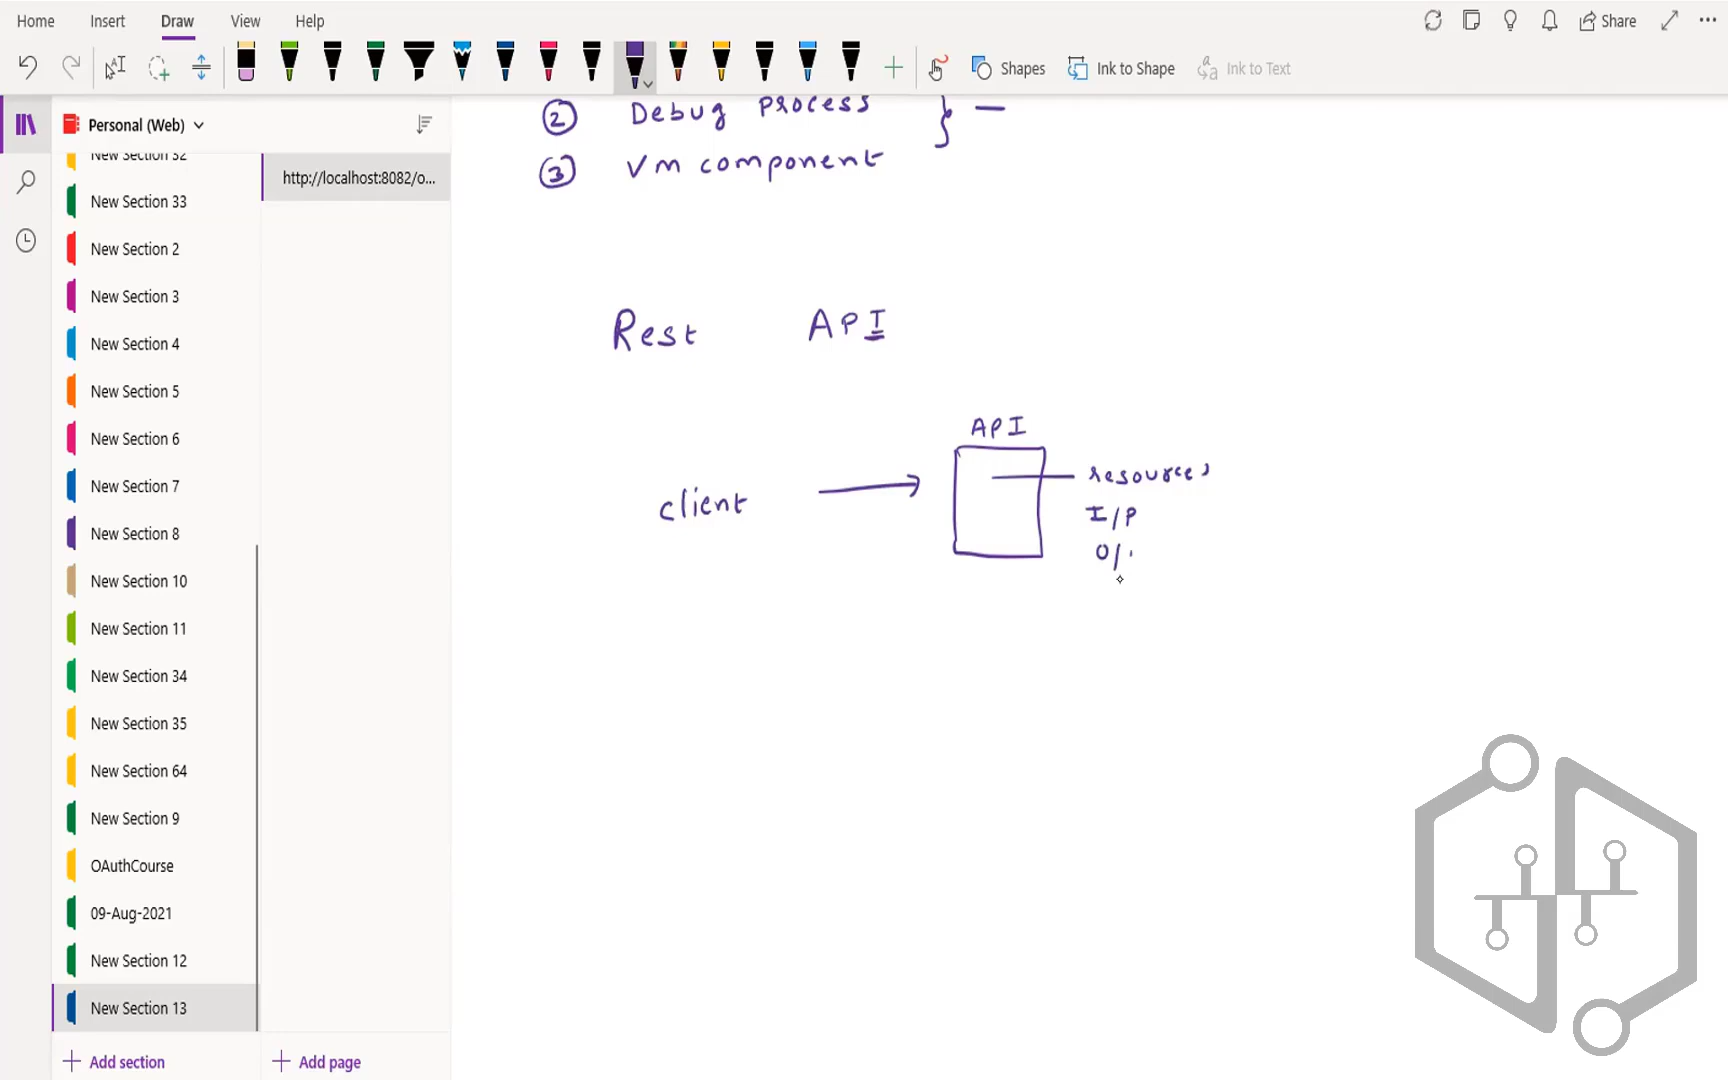 Home Insert Draw View Help Share
Shapes Ink to Shape Ink to Text
Personal (Web)
New Section 32
New Section 33
New Section 2
New Section 3
New Section 4
New Section 5
New Section 6
New Section 7
New Section 8
New Section 10
New Section 11
New Section 34
New Section 35
New Section 64
New Section 9
OAuthCourse
09-Aug-2021
New Section 12
New Section 13
Add section
http://localhost:8082/o...
Add page
② Debug process
③ Vm component
Rest API
API
client
resources
I/P
O/